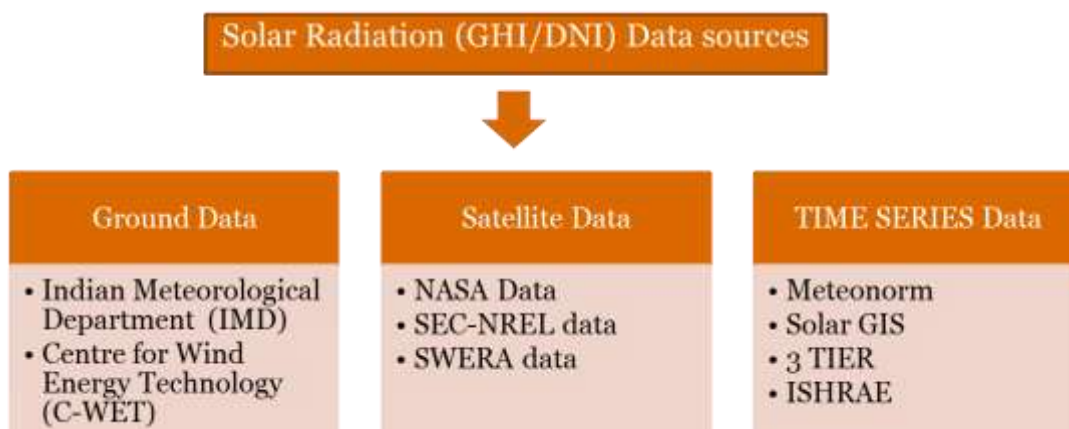 Solar Radiation (GHI/DNI) Data sources
Ground Data
• Indian Meteorological
Department (IMD)
• Centre for Wind
Energy Technology
(C-WET)
Satellite Data
• NASA Data
• SEC-NREL data
• SWERA data
TIME SERIES Data
• Meteonorm
• Solar GIS
• 3 TIER
• ISHRAE